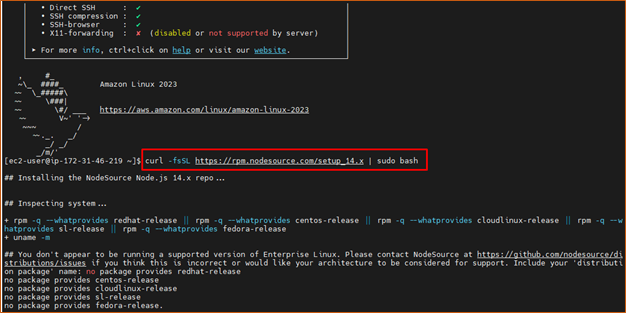 • Direct SSH : ✔
• SSH compression : ✔
• SSH-browser : ✔
• X11-forwarding : ✘ (disabled or not supported by server)
➤ For more info, ctrl+click on help or visit our website.
, #_
~\_ ####_ Amazon Linux 2023
~~ \_#####\
~~ \###|
~~ \#/ ___ https://aws.amazon.com/linux/amazon-linux-2023
~~ V~' '->
~~~ /
~~._. _/
_/ _/
_/m/'
[ec2-user@ip-172-31-46-219 ~]$ curl -fsSL https://rpm.nodesource.com/setup_14.x | sudo bash
## Installing the NodeSource Node.js 14.x repo...
## Inspecting system...
+ rpm -q --whatprovides redhat-release || rpm -q --whatprovides centos-release || rpm -q --whatprovides cloudlinux-release || rpm -q --w
hatprovides sl-release || rpm -q --whatprovides fedora-release
+ uname -m
## You don't appear to be running a supported version of Enterprise Linux. Please contact NodeSource at https://github.com/nodesource/di
stributions/issues if you think this is incorrect or would like your architecture to be considered for support. Include your 'distributi
on package' name: no package provides redhat-release
no package provides centos-release
no package provides cloudlinux-release
no package provides sl-release
no package provides fedora-release.